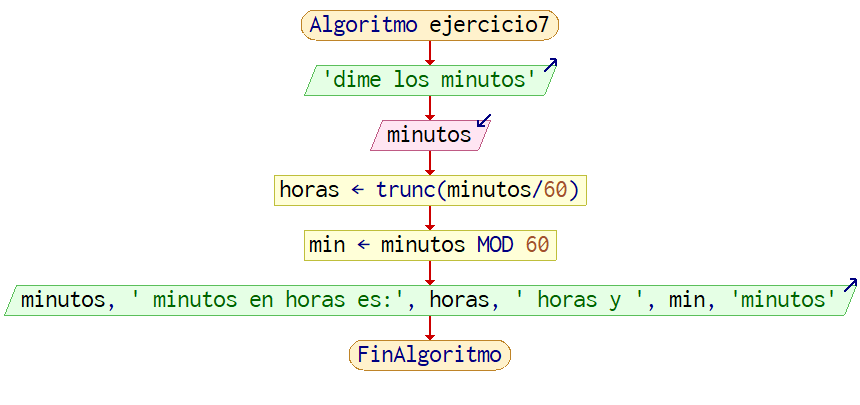 Algoritmo ejercicio7
'dime los minutos'
minutos
horas ← trunc(minutos/60)
min ← minutos MOD 60
minutos, ' minutos en horas es:', horas, ' horas y ', min, 'minutos'
FinAlgoritmo